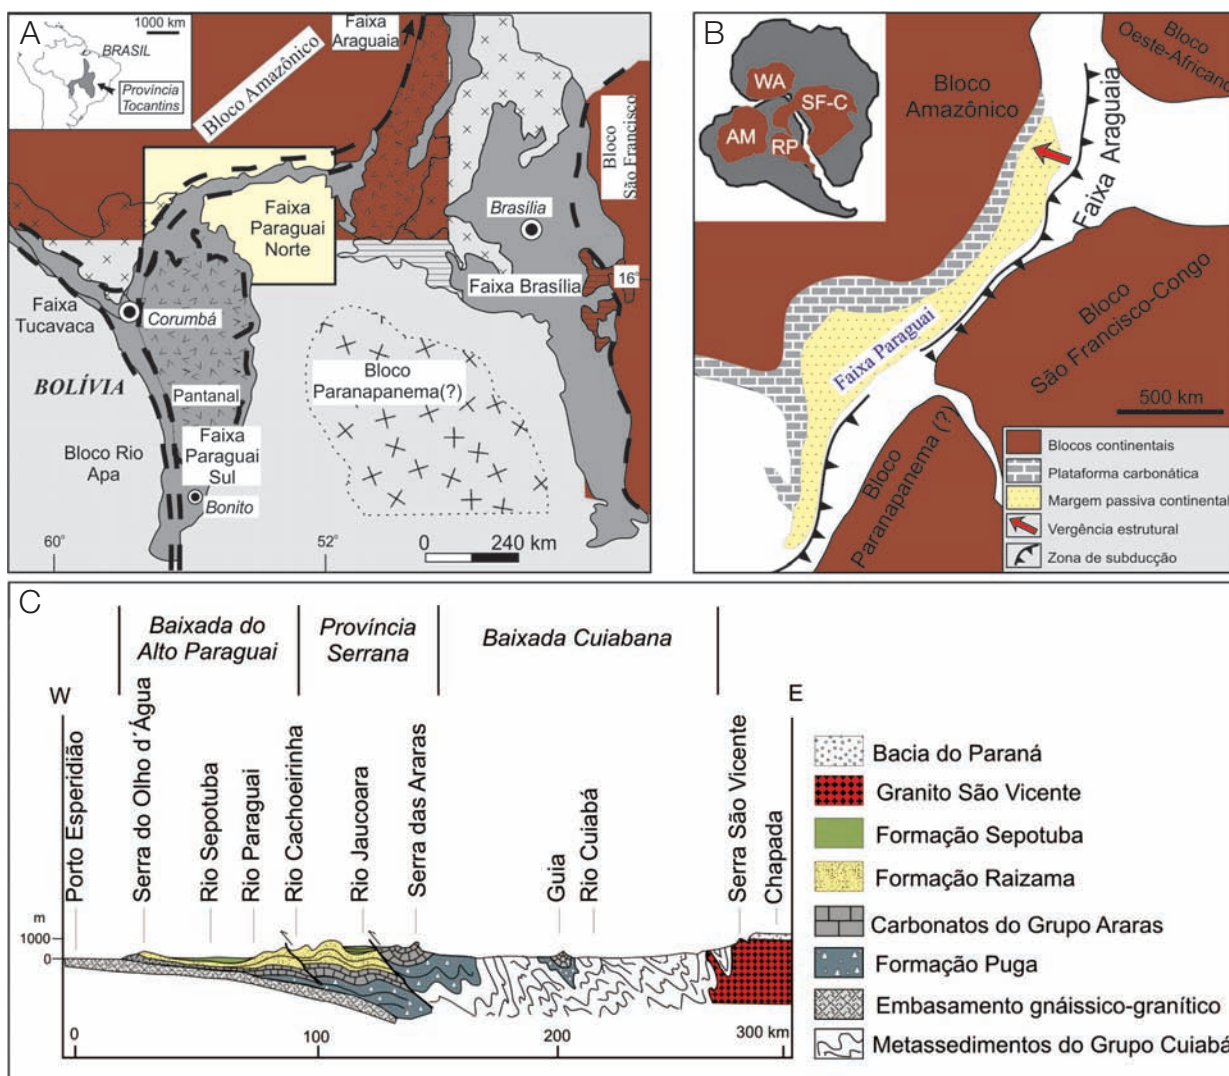 A
1000 km
BRASIL
Província
Tocantins
Faixa
Araguaia
Bloco Amazônico
Bloco
São Francisco
Faixa
Paraguai
Norte
Brasília
Faixa Brasília
16°
Faixa
Tucavaca
Corumbá
BOLÍVIA
Pantanal
Bloco
Paranapanema(?)
Bloco Rio
Apa
Faixa
Paraguai
Sul
Bonito
60°
52°
0 240 km
B
WA
SF-C
AM
RP
Bloco
Amazônico
Bloco
Oeste-Africano
Faixa Araguaia
Faixa Paraguai
Bloco
São Francisco-Congo
Bloco
Paranapanema (?)
500 km
Blocos continentais
Plataforma carbonática
Margem passiva continental
Vergência estrutural
Zona de subducção
C
Baixada do
Alto Paraguai
Província
Serrana
Baixada Cuiabana
W
E
Porto Esperidião
Serra do Olho d´Água
Rio Sepotuba
Rio Paraguai
Rio Cachoeirinha
Rio Jaucoara
Serra das Araras
Guia
Rio Cuiabá
Serra São Vicente
Chapada
m
1000
0
0
100
200
300 km
Bacia do Paraná
Granito São Vicente
Formação Sepotuba
Formação Raizama
Carbonatos do Grupo Araras
Formação Puga
Embasamento gnáissico-granítico
Metassedimentos do Grupo Cuiabá